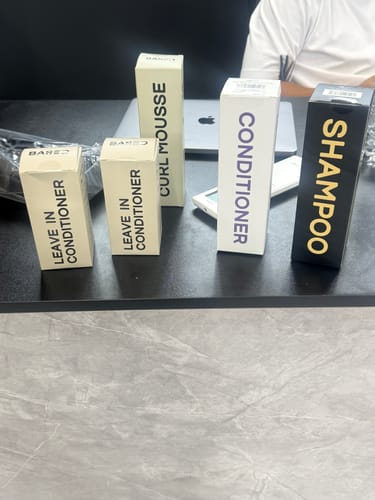 LEAVE IN
CONDITIONER
LEAVE IN
CONDITIONER
CURL MOUSSE
CONDITIONER
SHAMPOO